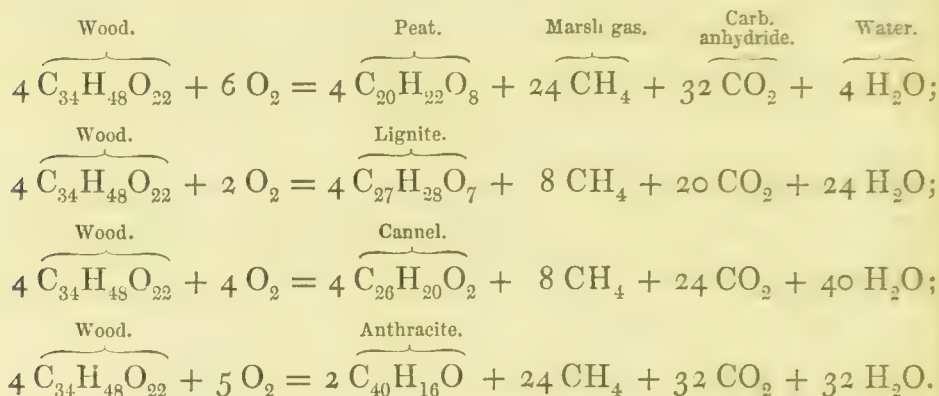 Wood. Peat. Marsh gas. Carb. anhydride. Water.
4 C₃₄H₄₈O₂₂ + 6 O₂ = 4 C₂₀H₂₂O₈ + 24 CH₄ + 32 CO₂ + 4 H₂O;
Wood. Lignite.
4 C₃₄H₄₈O₂₂ + 2 O₂ = 4 C₂₇H₂₈O₇ + 8 CH₄ + 20 CO₂ + 24 H₂O;
Wood. Cannel.
4 C₃₄H₄₈O₂₂ + 4 O₂ = 4 C₂₆H₂₀O₂ + 8 CH₄ + 24 CO₂ + 40 H₂O;
Wood. Anthracite.
4 C₃₄H₄₈O₂₂ + 5 O₂ = 2 C₄₀H₁₆O + 24 CH₄ + 32 CO₂ + 32 H₂O.